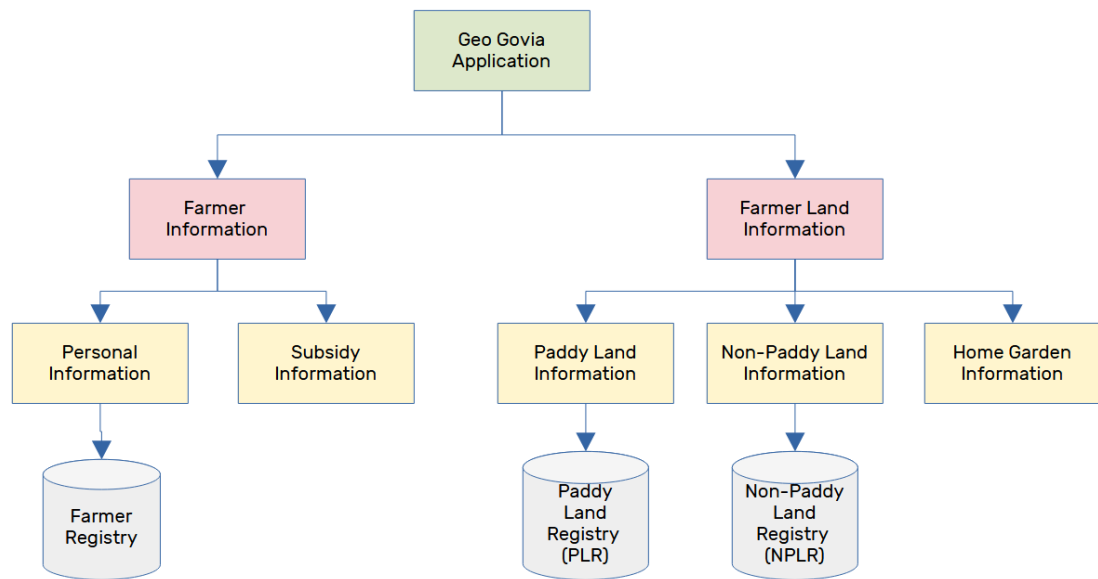 Geo Govia
Application
Farmer
Information
Farmer Land
Information
Personal
Information
Subsidy
Information
Paddy Land
Information
Non-Paddy Land
Information
Home Garden
Information
Farmer
Registry
Paddy
Land
Registry
(PLR)
Non-Paddy
Land
Registry
(NPLR)